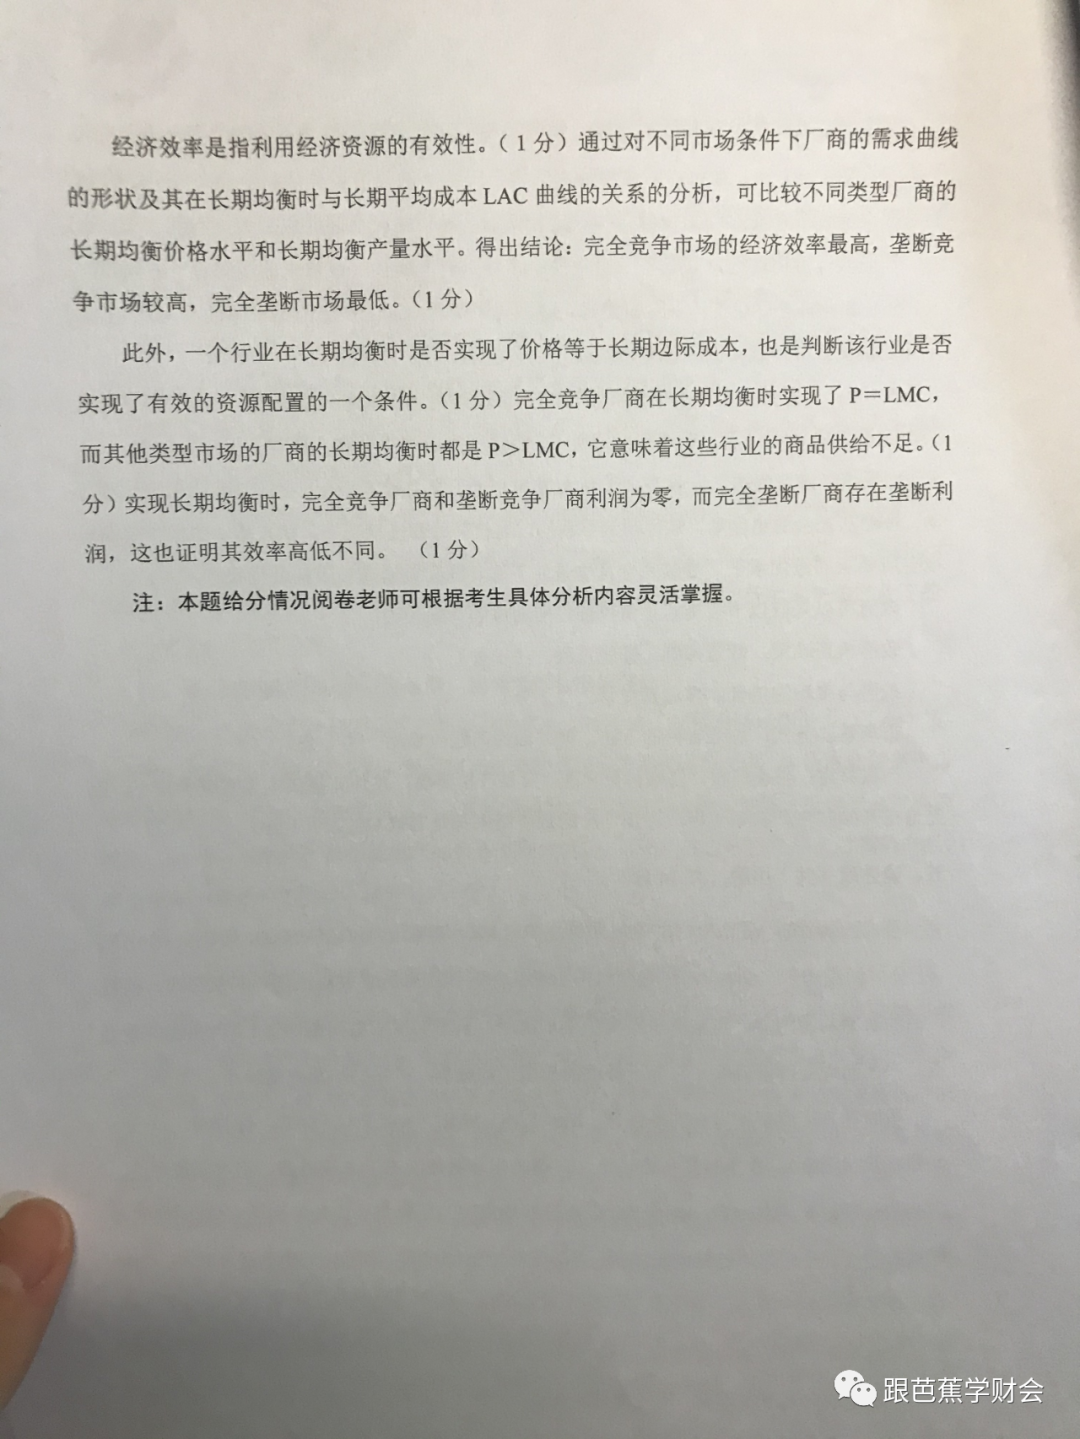 经济效率是指利用经济资源的有效性。（1分）通过对不同市场条件下厂商的需求曲线
的形状及其在长期均衡时与长期平均成本 LAC 曲线的关系的分析，可比较不同类型厂商的
长期均衡价格水平和长期均衡产量水平。得出结论：完全竞争市场的经济效率最高，垄断竞
争市场较高，完全垄断市场最低。（1分）
此外，一个行业在长期均衡时是否实现了价格等于长期边际成本，也是判断该行业是否
实现了有效的资源配置的一个条件。（1分）完全竞争厂商在长期均衡时实现了 P＝LMC，
而其他类型市场的厂商的长期均衡时都是 P＞LMC，它意味着这些行业的商品供给不足。（1
分）实现长期均衡时，完全竞争厂商和垄断竞争厂商利润为零，而完全垄断厂商存在垄断利
润，这也证明其效率高低不同。 （1分）
注：本题给分情况阅卷老师可根据考生具体分析内容灵活掌握。
跟芭蕉学财会